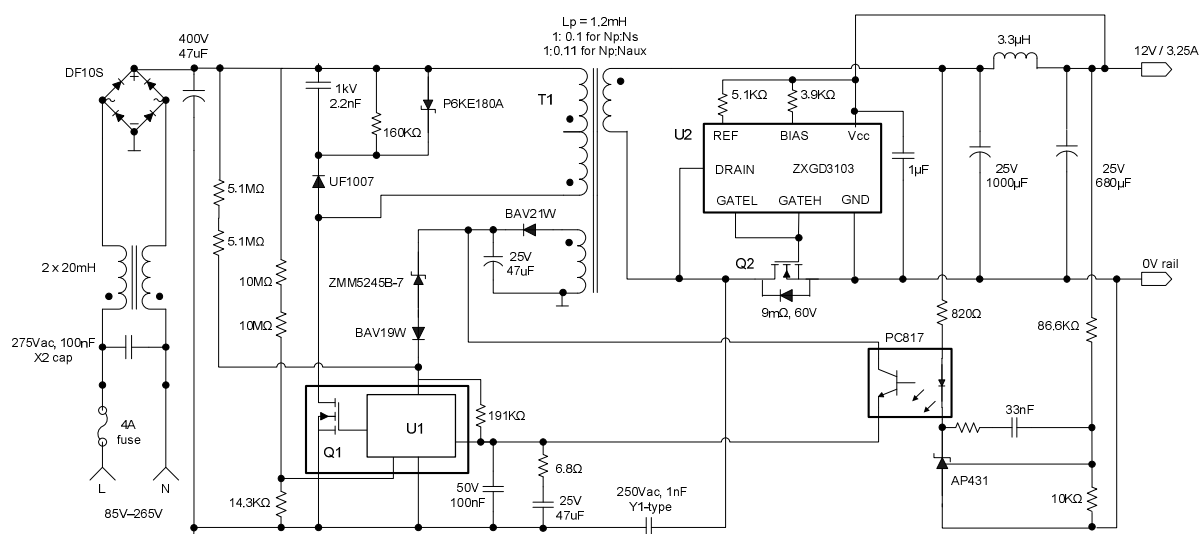 Lp = 1.2mH
1: 0.1 for Np:Ns
1;0.11 for Np;Naux
400V
47uF
DF10S
+
~
~
−
1kV
2.2nF
160KΩ
P6KE180A
T1
UF1007
5.1MΩ
5.1MΩ
10MΩ
10MΩ
2 x 20mH
275Vac, 100nF
X2 cap
4A
fuse
L
N
85V–265V
14.3KΩ
BAV21W
25V
47uF
ZMM5245B-7
BAV19W
191KΩ
U1
Q1
50V
100nF
6.8Ω
25V
47uF
250Vac, 1nF
Y1-type
3.3µH
12V / 3.25A
5.1KΩ
3.9KΩ
U2
REF
BIAS
Vcc
DRAIN
ZXGD3103
GATEL
GATEH
GND
1µF
25V
1000µF
25V
680µF
Q2
9mΩ, 60V
0V rail
820Ω
86.6KΩ
PC817
33nF
AP431
10KΩ